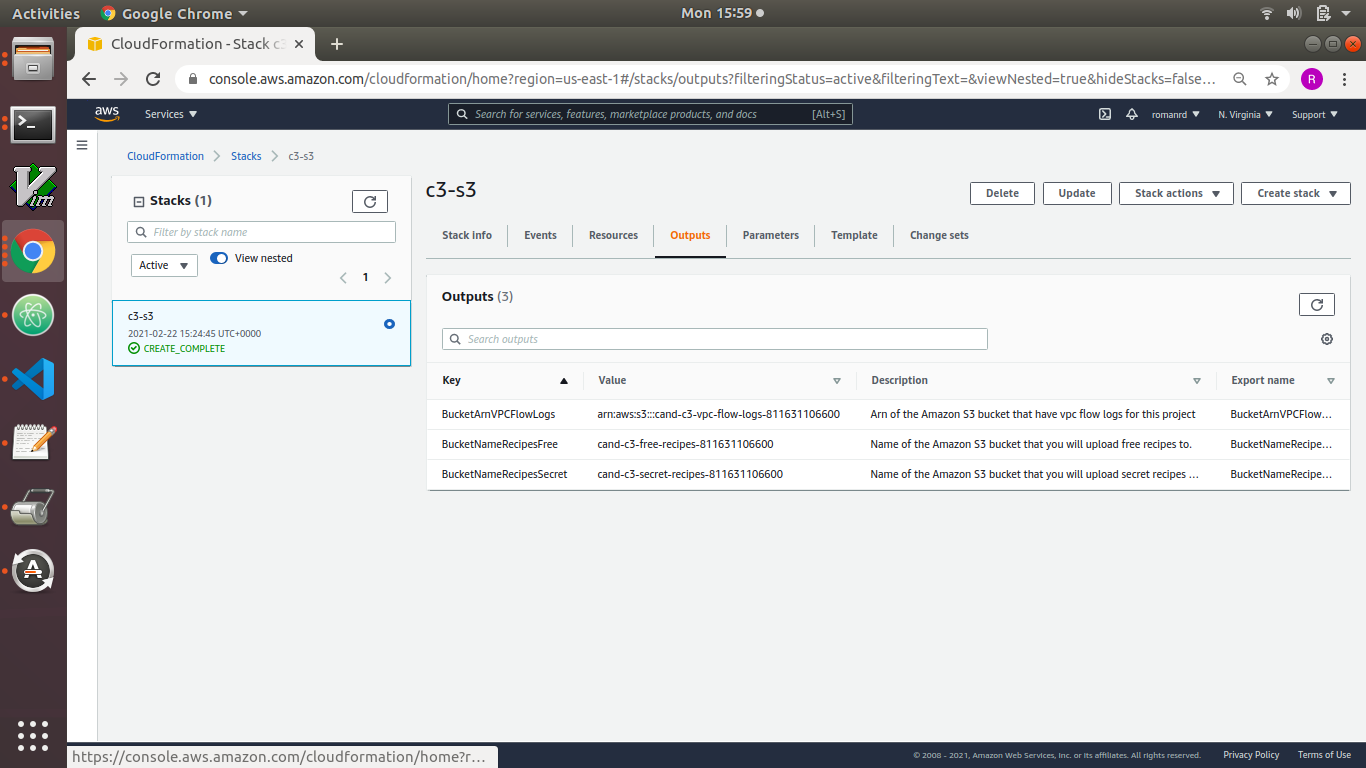 Activities Google Chrome Mon 15:59
CloudFormation - Stack c3
console.aws.amazon.com/cloudformation/home?region=us-east-1#/stacks/outputs?filteringStatus=active&filteringText=&viewNested=true&hideStacks=false... R
aws Services Search for services, features, marketplace products, and docs [Alt+S] romanrd N. Virginia Support
CloudFormation Stacks c3-s3
Stacks (1)
Filter by stack name
Active View nested
1
c3-s3
2021-02-22 15:24:45 UTC+0000
CREATE_COMPLETE
c3-s3 Delete Update Stack actions Create stack
Stack info Events Resources Outputs Parameters Template Change sets
Outputs (3)
Search outputs
Key Value Description Export name
BucketArnVPCFlowLogs arn:aws:s3:::cand-c3-vpc-flow-logs-811631106600 Arn of the Amazon S3 bucket that have vpc flow logs for this project BucketArnVPCFlow...
BucketNameRecipesFree cand-c3-free-recipes-811631106600 Name of the Amazon S3 bucket that you will upload free recipes to. BucketNameRecipe...
BucketNameRecipesSecret cand-c3-secret-recipes-811631106600 Name of the Amazon S3 bucket that you will upload secret recipes ... BucketNameRecipe...
https://console.aws.amazon.com/cloudformation/home?r... © 2008 - 2021, Amazon Web Services, Inc. or its affiliates. All rights reserved. Privacy Policy Terms of Use